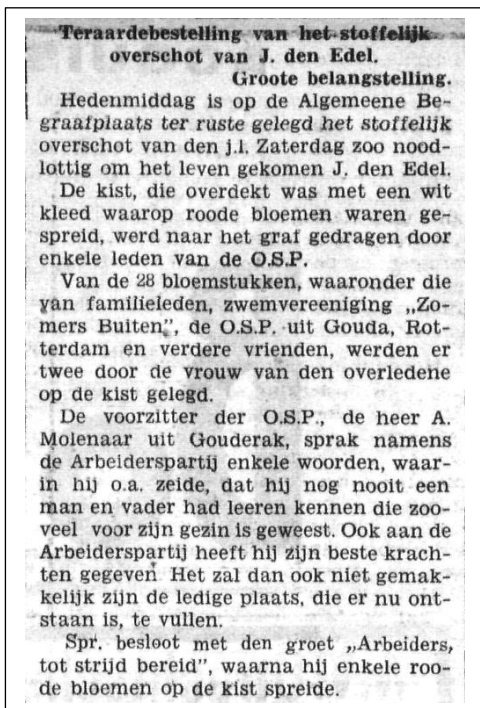 Teraardebestelling van het stoffelijk
overschot van J. den Edel.
Groote belangstelling.
Hedenmiddag is op de Algemeene Be-
graafplaats ter ruste gelegd het stoffelijk
overschot van den j.l. Zaterdag zoo nood-
lottig om het leven gekomen J. den Edel.
De kist, die overdekt was met een wit
kleed waarop roode bloemen waren ge-
spreid, werd naar het graf gedragen door
enkele leden van de O.S.P.
Van de 28 bloemstukken, waaronder die
van familieleden, zwemvereeniging „Zo-
mers Buiten”, de O.S.P. uit Gouda, Rot-
terdam en verdere vrienden, werden er
twee door de vrouw van den overledene
op de kist gelegd.
De voorzitter der O.S.P., de heer A.
Molenaar uit Gouderak, sprak namens
de Arbeiderspartij enkele woorden, waar-
in hij o.a. zeide, dat hij nog nooit een
man en vader had leeren kennen die zoo-
veel voor zijn gezin is geweest. Ook aan de
Arbeiderspartij heeft hij zijn beste krach-
ten gegeven. Het zal dan ook niet gemak-
kelijk zijn de ledige plaats, die er nu ont-
staan is, te vullen.
Spr. besloot met den groet „Arbeiders,
tot strijd bereid”, waarna hij enkele roo-
de bloemen op de kist spreide.